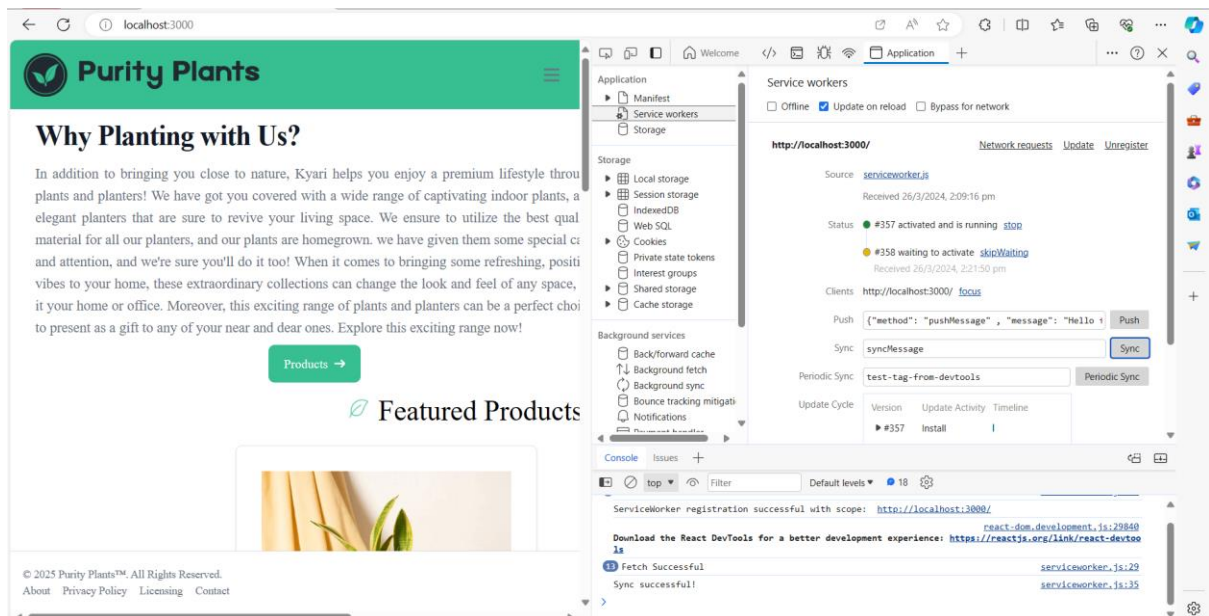 localhost:3000
Purity Plants
Why Planting with Us?
In addition to bringing you close to nature, Kyari helps you enjoy a premium lifestyle throu
plants and planters! We have got you covered with a wide range of captivating indoor plants, a
elegant planters that are sure to revive your living space. We ensure to utilize the best qual
material for all our planters, and our plants are homegrown. we have given them some special ca
and attention, and we're sure you'll do it too! When it comes to bringing some refreshing, positi
vibes to your home, these extraordinary collections can change the look and feel of any space,
it your home or office. Moreover, this exciting range of plants and planters can be a perfect choi
to present as a gift to any of your near and dear ones. Explore this exciting range now!
Products →
Featured Products
© 2025 Purity Plants™. All Rights Reserved.
About Privacy Policy Licensing Contact
Welcome
Application
Application
Manifest
Service workers
Storage
Storage
Local storage
Session storage
IndexedDB
Web SQL
Cookies
Private state tokens
Interest groups
Shared storage
Cache storage
Background services
Back/forward cache
Background fetch
Background sync
Bounce tracking mitigati
Notifications
Payment handler
Service workers
Offline Update on reload Bypass for network
http://localhost:3000/ Network requests Update Unregister
Source serviceworker.js
Received 26/3/2024, 2:09:16 pm
Status #357 activated and is running stop
#358 waiting to activate skipWaiting
Received 26/3/2024, 2:21:50 pm
Clients http://localhost:3000/ focus
Push {"method": "pushMessage" , "message": "Hello Push
Sync syncMessage Sync
Periodic Sync test-tag-from-devtools Periodic Sync
Update Cycle Version Update Activity Timeline
#357 Install
Console Issues
top Filter Default levels 18
ServiceWorker registration successful with scope: http://localhost:3000/
react-dom.development.js:29840
Download the React DevTools for a better development experience: https://reactjs.org/link/react-devtoo
ls
13 Fetch Successful serviceworker.js:29
Sync successful! serviceworker.js:35